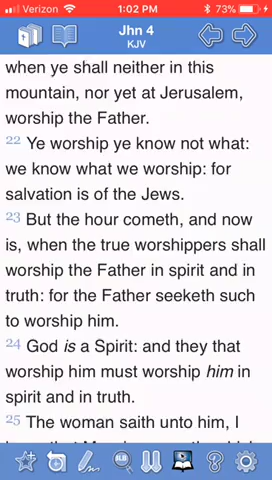 Verizon 1:02 PM 73%
Jhn 4
KJV
when ye shall neither in this
mountain, nor yet at Jerusalem,
worship the Father.
22 Ye worship ye know not what:
we know what we worship: for
salvation is of the Jews.
23 But the hour cometh, and now
is, when the true worshippers shall
worship the Father in spirit and in
truth: for the Father seeketh such
to worship him.
24 God is a Spirit: and they that
worship him must worship him in
spirit and in truth.
25 The woman saith unto him, I